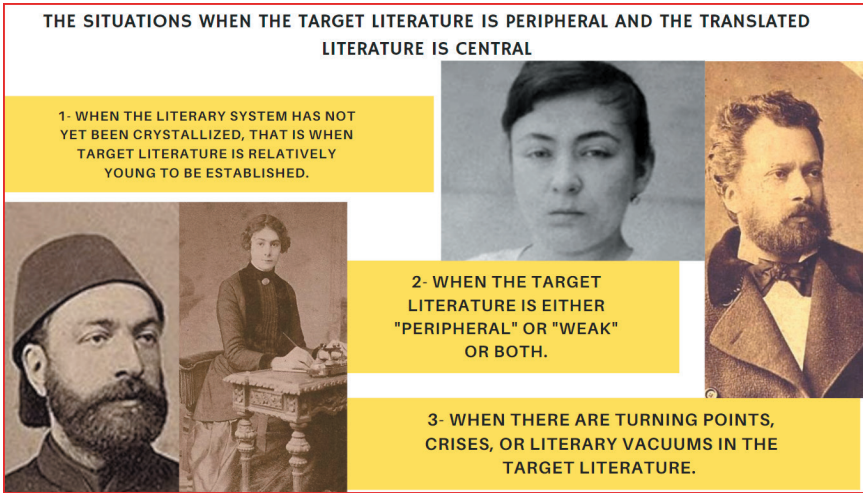 THE SITUATIONS WHEN THE TARGET LITERATURE IS PERIPHERAL AND THE TRANSLATED
LITERATURE IS CENTRAL
1- WHEN THE LITERARY SYSTEM HAS NOT
YET BEEN CRYSTALLIZED, THAT IS WHEN
TARGET LITERATURE IS RELATIVELY
YOUNG TO BE ESTABLISHED.
2- WHEN THE TARGET
LITERATURE IS EITHER
"PERIPHERAL" OR "WEAK"
OR BOTH.
3- WHEN THERE ARE TURNING POINTS,
CRISES, OR LITERARY VACUUMS IN THE
TARGET LITERATURE.